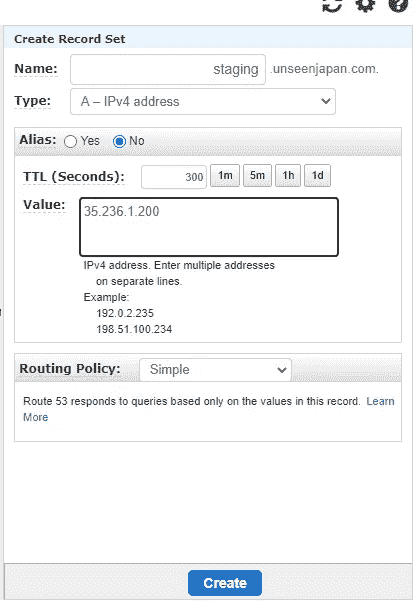 Create Record Set
Name: staging .unseenjapan.com.
Type: A – IPv4 address
Alias: Yes No
TTL (Seconds): 300 1m 5m 1h 1d
Value: 35.236.1.200
IPv4 address. Enter multiple addresses
on separate lines.
Example:
192.0.2.235
198.51.100.234
Routing Policy: Simple
Route 53 responds to queries based only on the values in this record. Learn
More
Create